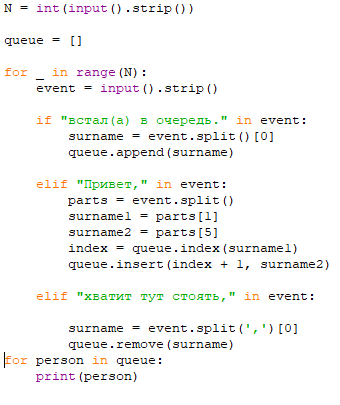 N = int(input().strip())
queue = []
for _ in range(N):
    event = input().strip()
    if "встал(а) в очередь." in event:
        surname = event.split()[0]
        queue.append(surname)
    elif "Привет," in event:
        parts = event.split()
        surname1 = parts[1]
        surname2 = parts[5]
        index = queue.index(surname1)
        queue.insert(index + 1, surname2)
    elif "хватит тут стоять," in event:
        surname = event.split(',')[0]
        queue.remove(surname)
for person in queue:
    print(person)